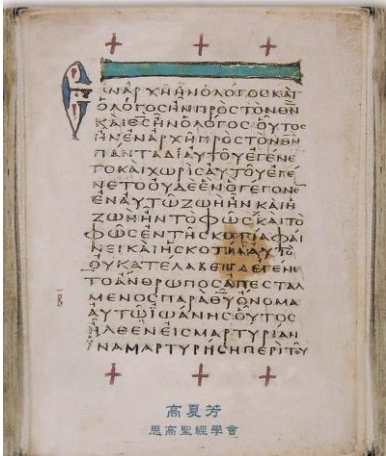 ΕΝΑΡΧΗΗΝΟΛΟΓΟϹΚΑΙ
ΟΛΟΓΟϹΗΝΠΡΟϹΤΟΝΘΝ
ΚΑΙΘϹΗΝΟΛΟΓΟϹΟΥΤΟϹ
ΗΝΕΝΑΡΧΗΠΡΟϹΤΟΝΘΝ
ΠΑΝΤΑΔΙΑΥΤΟΥΕΓΕΝΕ
ΤΟΚΑΙΧΩΡΙϹΑΥΤΟΥΕΓΕ
ΝΕΤΟΟΥΔΕΕΝΟΓΕΓΟΝΕ
ΕΝΑΥΤΩΖΩΗΗΝΚΑΙΗ
ΖΩΗΗΝΤΟΦΩϹΚΑΙΤΟ
ΦΩϹΕΝΤΗϹΚΟΤΙΑΦΑΙ
ΝΕΙΚΑΙΗϹΚΟΤΙΑΑΥΤΟ
ΟΥΚΑΤΕΛΑΒΕΝΕΓΕΝΕ
ΤΟΑΝΘΡΩΠΟϹΑΠΕϹΤΑΛ
ΜΕΝΟϹΠΑΡΑΘΥΟΝΟΜΑ
ΑΥΤΩΙΩΑΝΗϹΟΥΤΟϹ
ΗΛΘΕΝΕΙϹΜΑΡΤΥΡΙΑΝ
ΙΝΑΜΑΡΤΥΡΗϹΗΠΕΡΙΤΟΥ
高夏芳
思高聖經學會